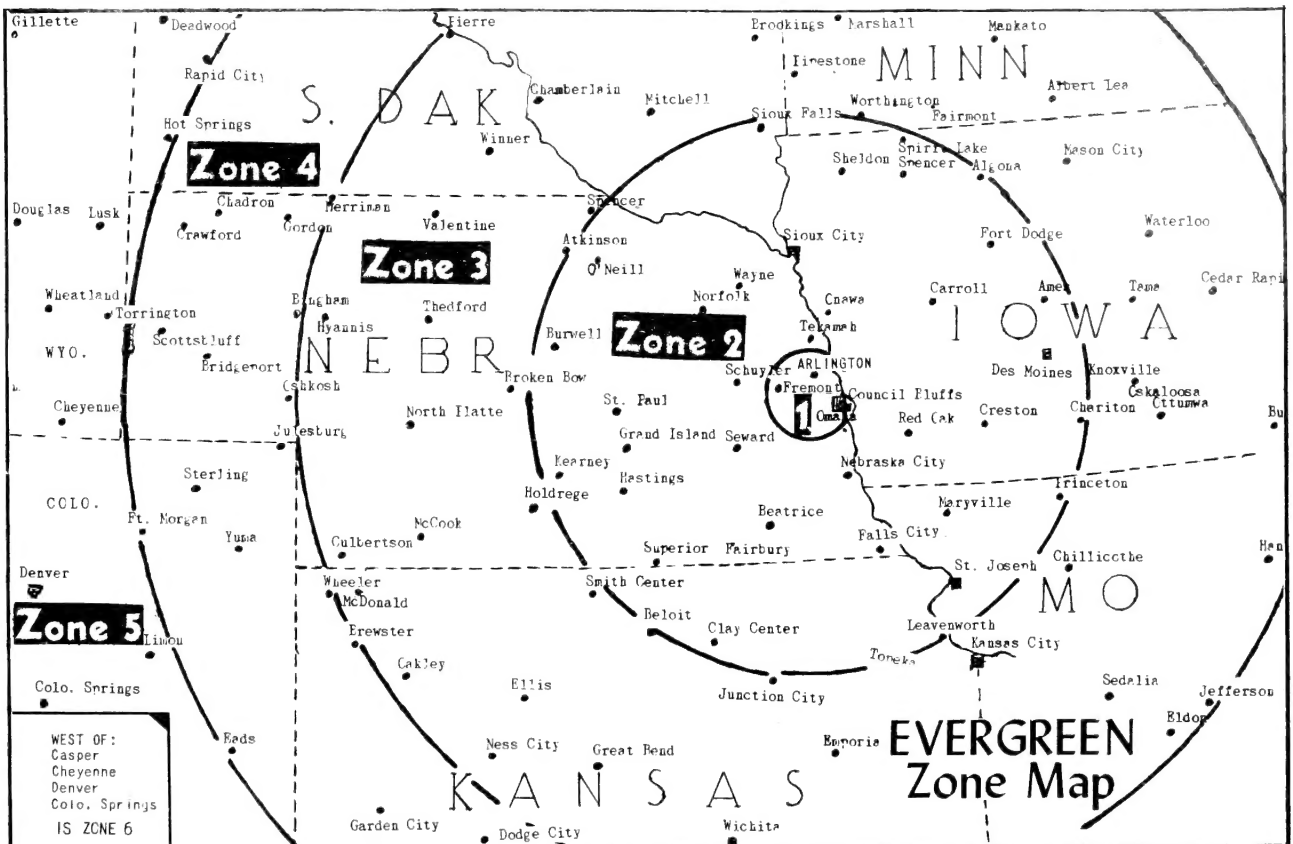 Gillette
Deadwood
Pierre
Brookings
Marshall
Mankato
Rapid City
S. DAK
Chamberlain
Mitchell
MINN
Albert Lea
Hot Springs
Winner
Sioux Falls
Worthington
Fairmont
Zone 4
Sheldon
Spirit Lake
Spencer
Algona
Mason City
Douglas
Lusk
Chadron
Crawford
Gordon
Merriman
Valentine
Spencer
Atkinson
O'Neill
Sioux City
Fort Dodge
Waterloo
Zone 3
Wayne
Norfolk
Carroll
Ames
Tama
Cedar Rapi
Wheatland
Torrington
Scottsbluff
Bridgeport
Bingham
Hyannis
Thedford
Burwell
Zone 2
Tekamah
IOWA
WYO.
NEBR
Oshkosh
Broken Bow
Schuyler
ARLINGTON
Fremont
Des Moines
Knoxville
Oskaloosa
Ottumwa
Cheyenne
North Platte
St. Paul
1
Omaha
Council Bluffs
Red Oak
Creston
Chariton
Bu
Julesburg
Grand Island
Seward
Nebraska City
Sterling
Kearney
Hastings
Holdrege
Princeton
Maryville
COLO.
Ft. Morgan
Yuma
McCook
Culbertson
Beatrice
Superior
Fairbury
Falls City
St. Joseph
Chillicothe
Han
Denver
Wheeler
McDonald
Smith Center
MO
Zone 5
Limon
Brewster
Beloit
Clay Center
Leavenworth
Kansas City
Oakley
Topeka
Colo. Springs
Ellis
Junction City
Sedalia
Jefferson
Eldon
WEST OF:
Casper
Cheyenne
Denver
Colo. Springs
IS ZONE 6
Eads
Ness City
Great Bend
Emporia
EVERGREEN
Zone Map
KANSAS
Garden City
Dodge City
Wichita